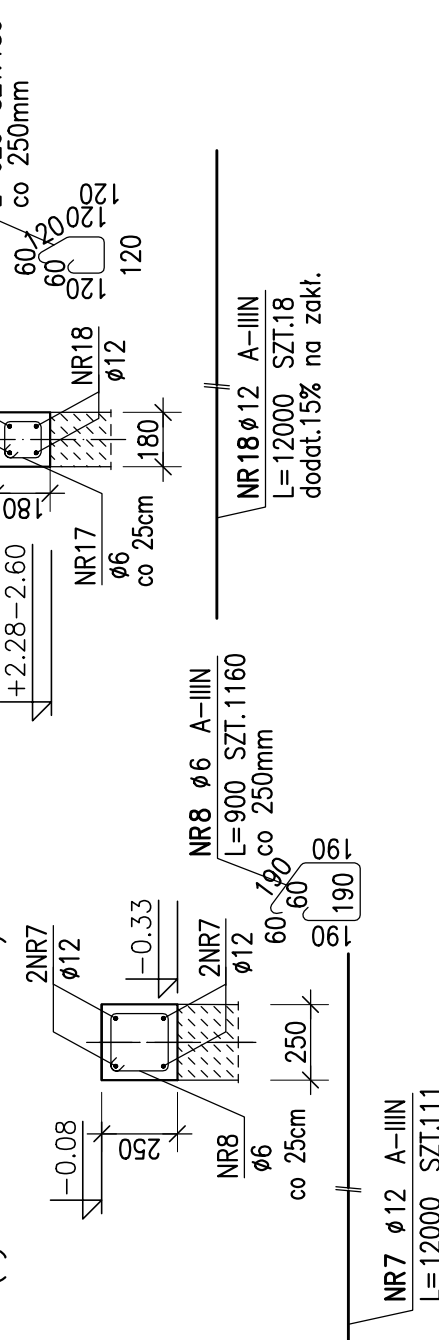 co 250mm
60
120
60
120
120
120
120
NR18
ø12
180
180
NR17
ø6
co 25cm
+2.28-2.60
NR18 ø12 A-IIIN
L=12000 SZT.18
dodat.15% na zakł.
NR8 ø6 A-IIIN
L=900 SZT.1160
co 250mm
190
60
60
190
190
190
2NR7
ø12
-0.33
2NR7
ø12
-0.08
250
250
NR8
ø6
co 25cm
NR7 ø12 A-IIIN
L=12000 SZT.111